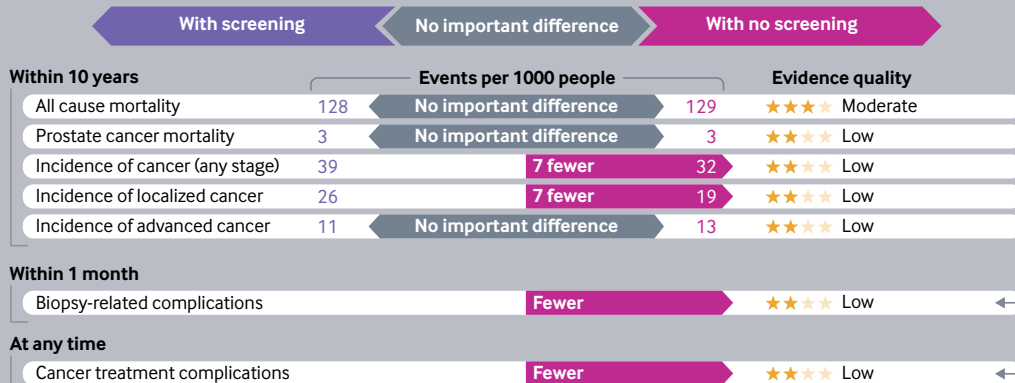 With screening No important difference With no screening
Within 10 years Events per 1000 people Evidence quality
All cause mortality 128 No important difference 129 Moderate
Prostate cancer mortality 3 No important difference 3 Low
Incidence of cancer (any stage) 39 7 fewer 32 Low
Incidence of localized cancer 26 7 fewer 19 Low
Incidence of advanced cancer 11 No important difference 13 Low
Within 1 month
Biopsy-related complications Fewer Low
At any time
Cancer treatment complications Fewer Low